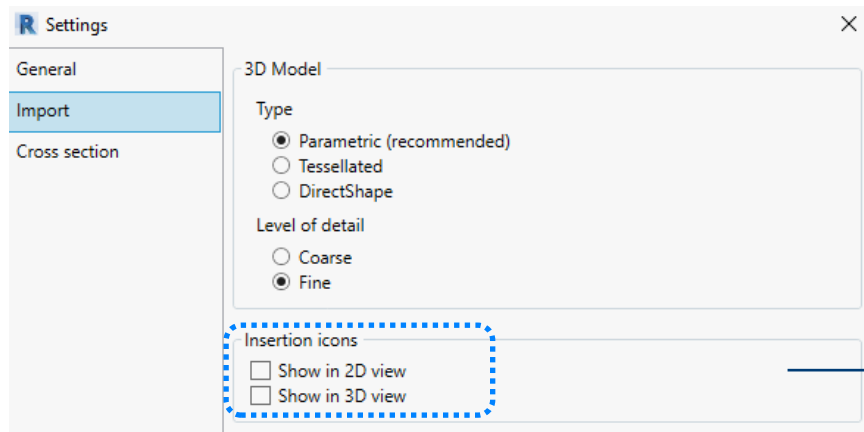 Settings
General
Import
Cross section
3D Model
Type
Parametric (recommended)
Tessellated
DirectShape
Level of detail
Coarse
Fine
Insertion icons
Show in 2D view
Show in 3D view